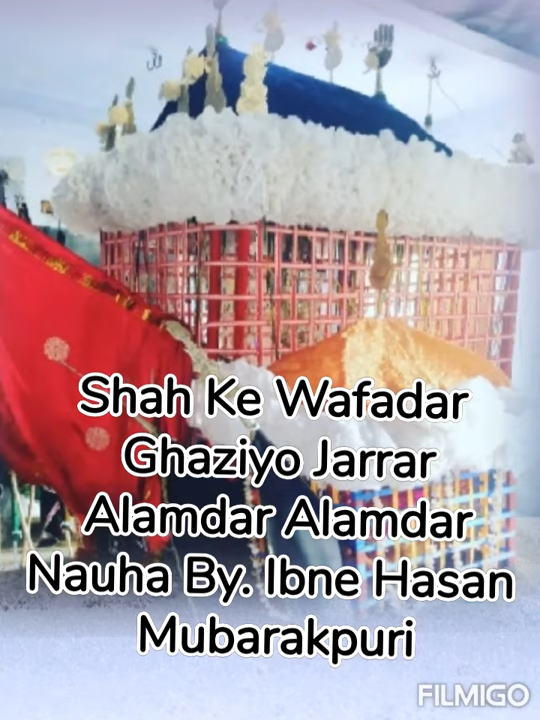 Shah Ke Wafadar
Ghaziyo Jarrar
Alamdar Alamdar
Nauha By. Ibne Hasan
Mubarakpuri
FILMIGO